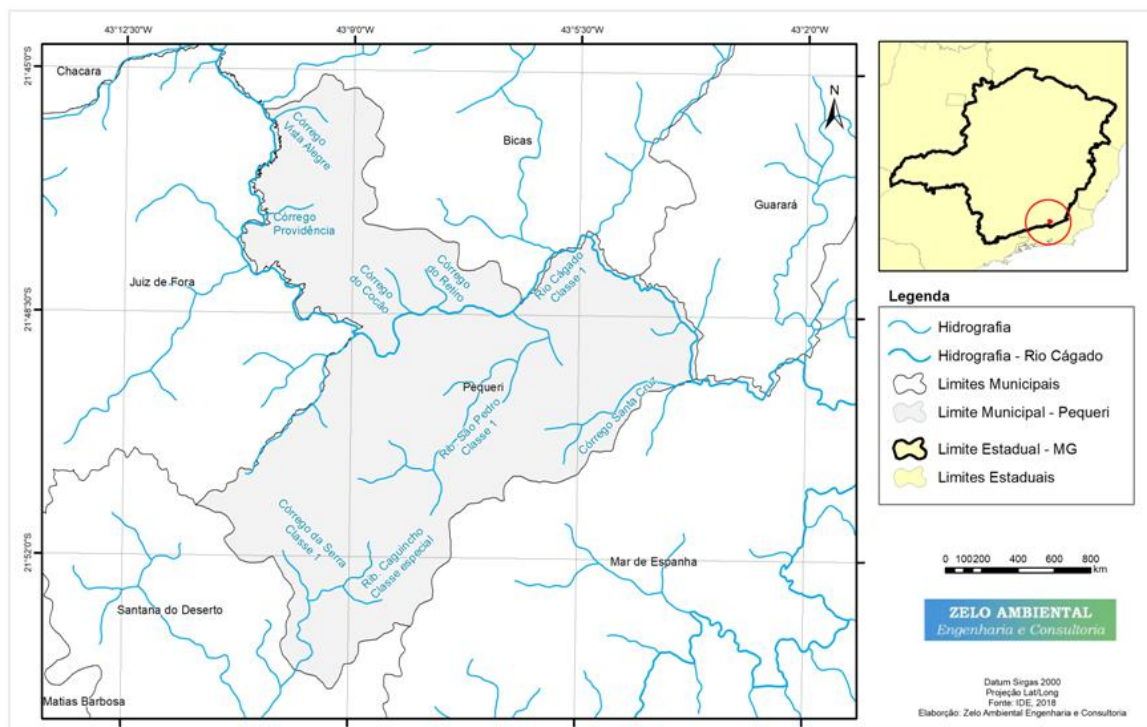 43°12'30"W
43°9'0"W
43°5'30"W
43°2'0"W
21°45'0"S
21°48'30"S
21°52'0"S
Chacara
Córrego
Vista Alegre
Bicas
N
Guarará
Córrego
Providência
Juiz de Fora
Córrego
do Cocão
Córrego
do Retiro
Rio Cágado
Classe 1
Pequeri
Rib. São Pedro
Classe 1
Córrego Santa Cruz
Córrego da Serra
Classe 1
Rib. Caguincho
Classe especial
Mar de Espanha
Santana do Deserto
Matias Barbosa
Legenda
Hidrografia
Hidrografia - Rio Cágado
Limites Municipais
Limite Municipal - Pequeri
Limite Estadual - MG
Limites Estaduais
0 100200 400 600 800
km
ZELO AMBIENTAL
Engenharia e Consultoria
Datum Sirgas 2000
Projeção Lat/Long
Fonte: IDE, 2018
Elaboração: Zelo Ambiental Engenharia e Consultoria